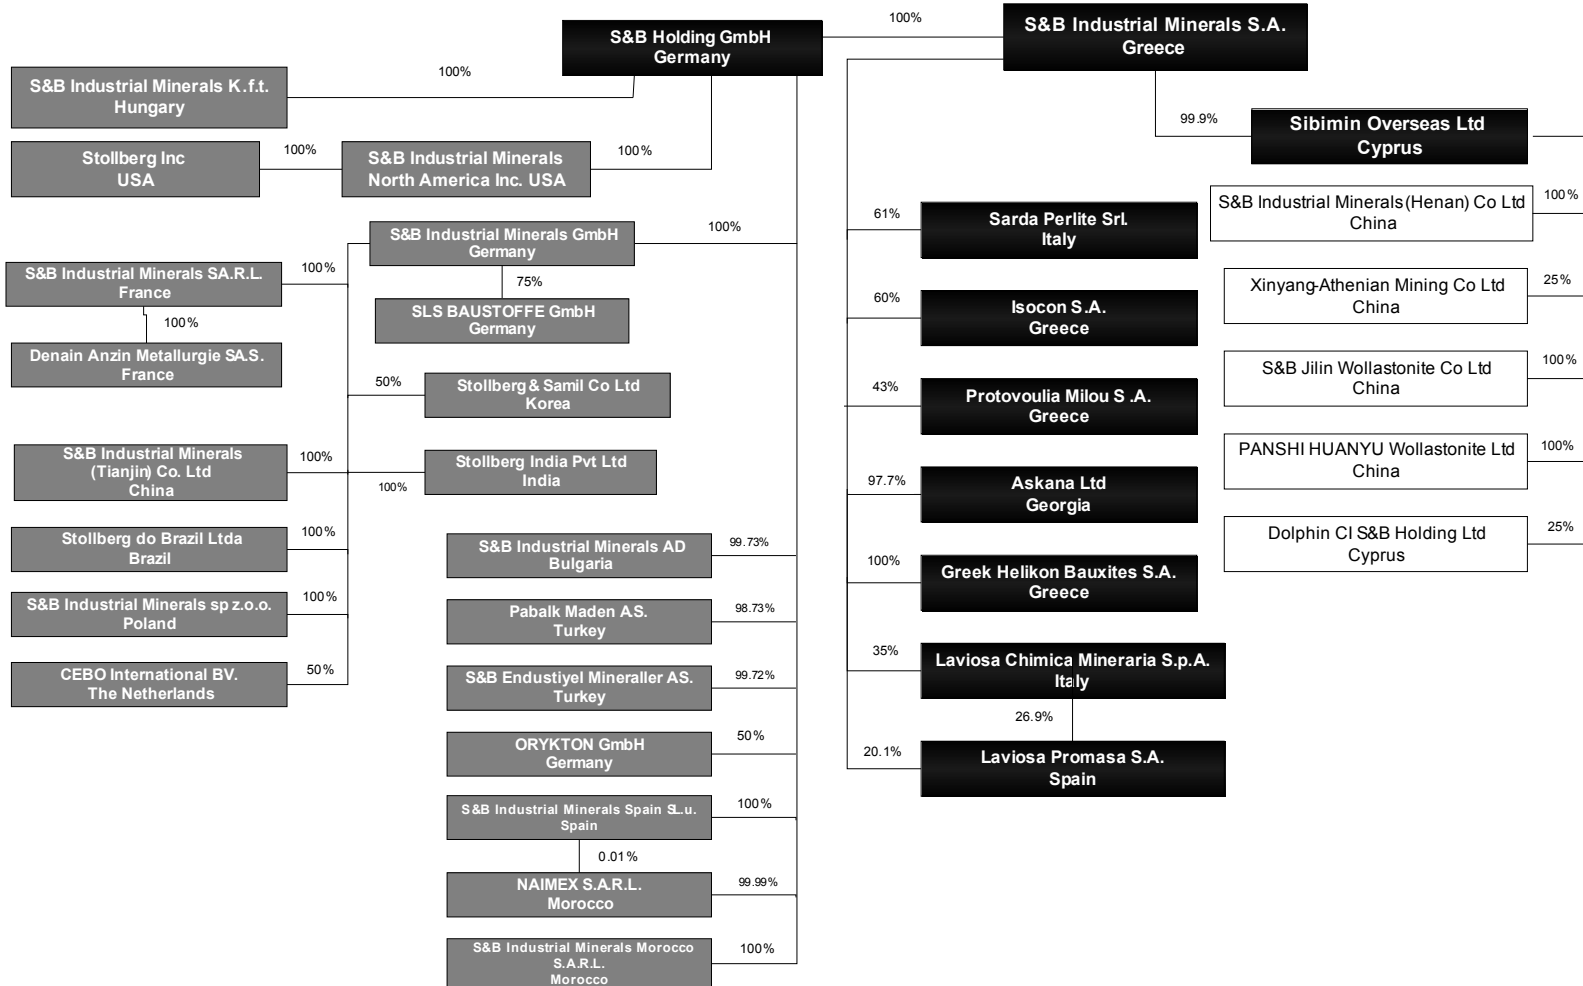 S&B Holding GmbH
Germany
100%
S&B Industrial Minerals S.A.
Greece
S&B Industrial Minerals K.f.t.
Hungary
100%
99.9%
Sibimin Overseas Ltd
Cyprus
Stollberg Inc
USA
100%
S&B Industrial Minerals
North America Inc. USA
100%
S&B Industrial Minerals GmbH
Germany
100%
75%
SLS BAUSTOFFE GmbH
Germany
S&B Industrial Minerals SA.R.L.
France
100%
100%
Denain Anzin Metallurgie SA.S.
France
50%
Stollberg & Samil Co Ltd
Korea
S&B Industrial Minerals
(Tianjin) Co. Ltd
China
100%
100%
Stollberg India Pvt Ltd
India
Stollberg do Brazil Ltda
Brazil
100%
S&B Industrial Minerals sp z.o.o.
Poland
100%
CEBO International BV.
The Netherlands
50%
S&B Industrial Minerals AD
Bulgaria
99.73%
Pabalk Maden A.S.
Turkey
98.73%
S&B Endustiyel Mineraller AS.
Turkey
99.72%
ORYKTON GmbH
Germany
50%
S&B Industrial Minerals Spain SL.u.
Spain
100%
0.01%
NAIMEX S.A.R.L.
Morocco
99.99%
S&B Industrial Minerals Morocco
S.A.R.L.
Morocco
100%
61%
Sarda Perlite Srl.
Italy
60%
Isocon S.A.
Greece
43%
Protovoulia Milou S .A.
Greece
97.7%
Askana Ltd
Georgia
100%
Greek Helikon Bauxites S.A.
Greece
35%
Laviosa Chimica Mineraria S.p.A.
Italy
26.9%
20.1%
Laviosa Promasa S.A.
Spain
S&B Industrial Minerals (Henan) Co Ltd
China
100%
Xinyang-Athenian Mining Co Ltd
China
25%
S&B Jilin Wollastonite Co Ltd
China
100%
PANSHI HUANYU Wollastonite Ltd
China
100%
Dolphin CI S&B Holding Ltd
Cyprus
25%